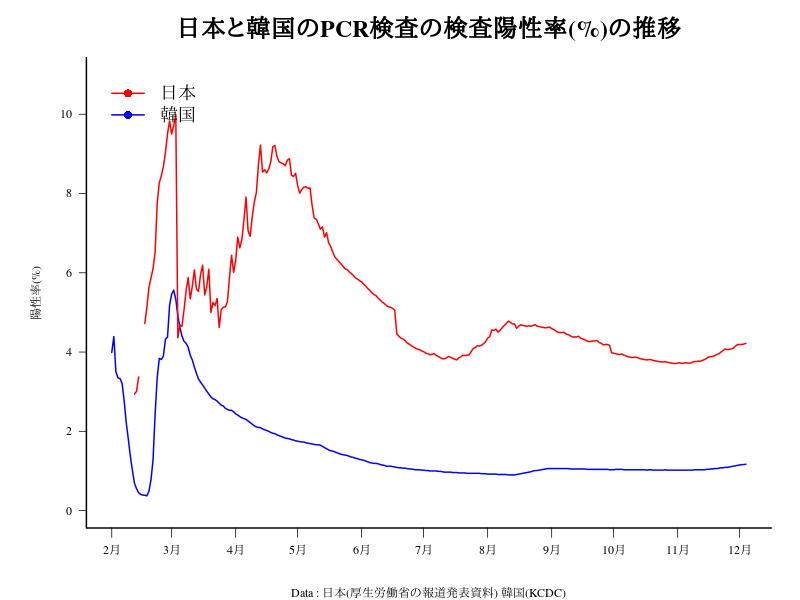 日本と韓国のPCR検査の検査陽性率(%)の推移
日本
韓国
陽性率(%)
10
8
6
4
2
0
2月 3月 4月 5月 6月 7月 8月 9月 10月 11月 12月
Data : 日本(厚生労働省の報道発表資料) 韓国(KCDC)